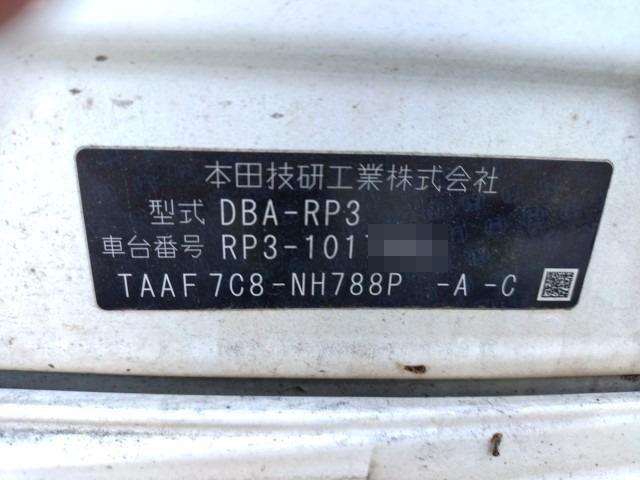 本田技研工業株式会社
型式 DBA-RP3
車台番号 RP3-101
TAAF 7C8-NH788P -A -C